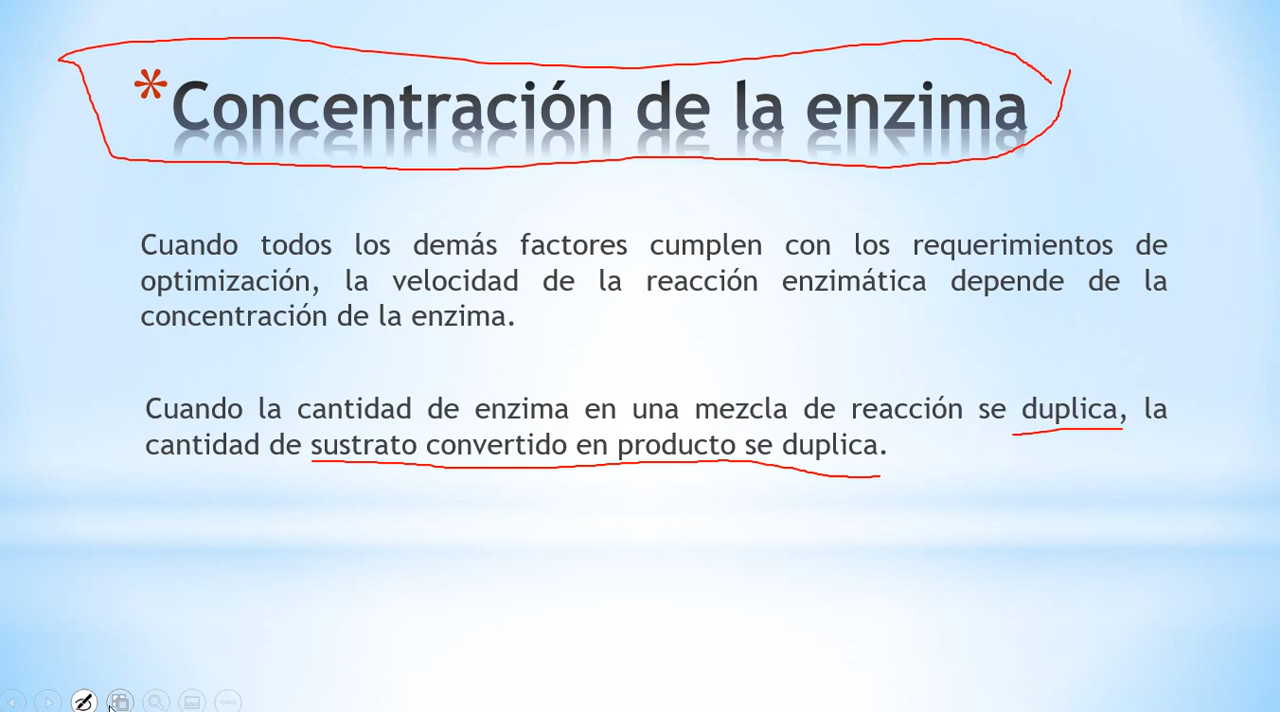 *Concentración de la enzima
Cuando todos los demás factores cumplen con los requerimientos de
optimización, la velocidad de la reacción enzimática depende de la
concentración de la enzima.
Cuando la cantidad de enzima en una mezcla de reacción se duplica, la
cantidad de sustrato convertido en producto se duplica.